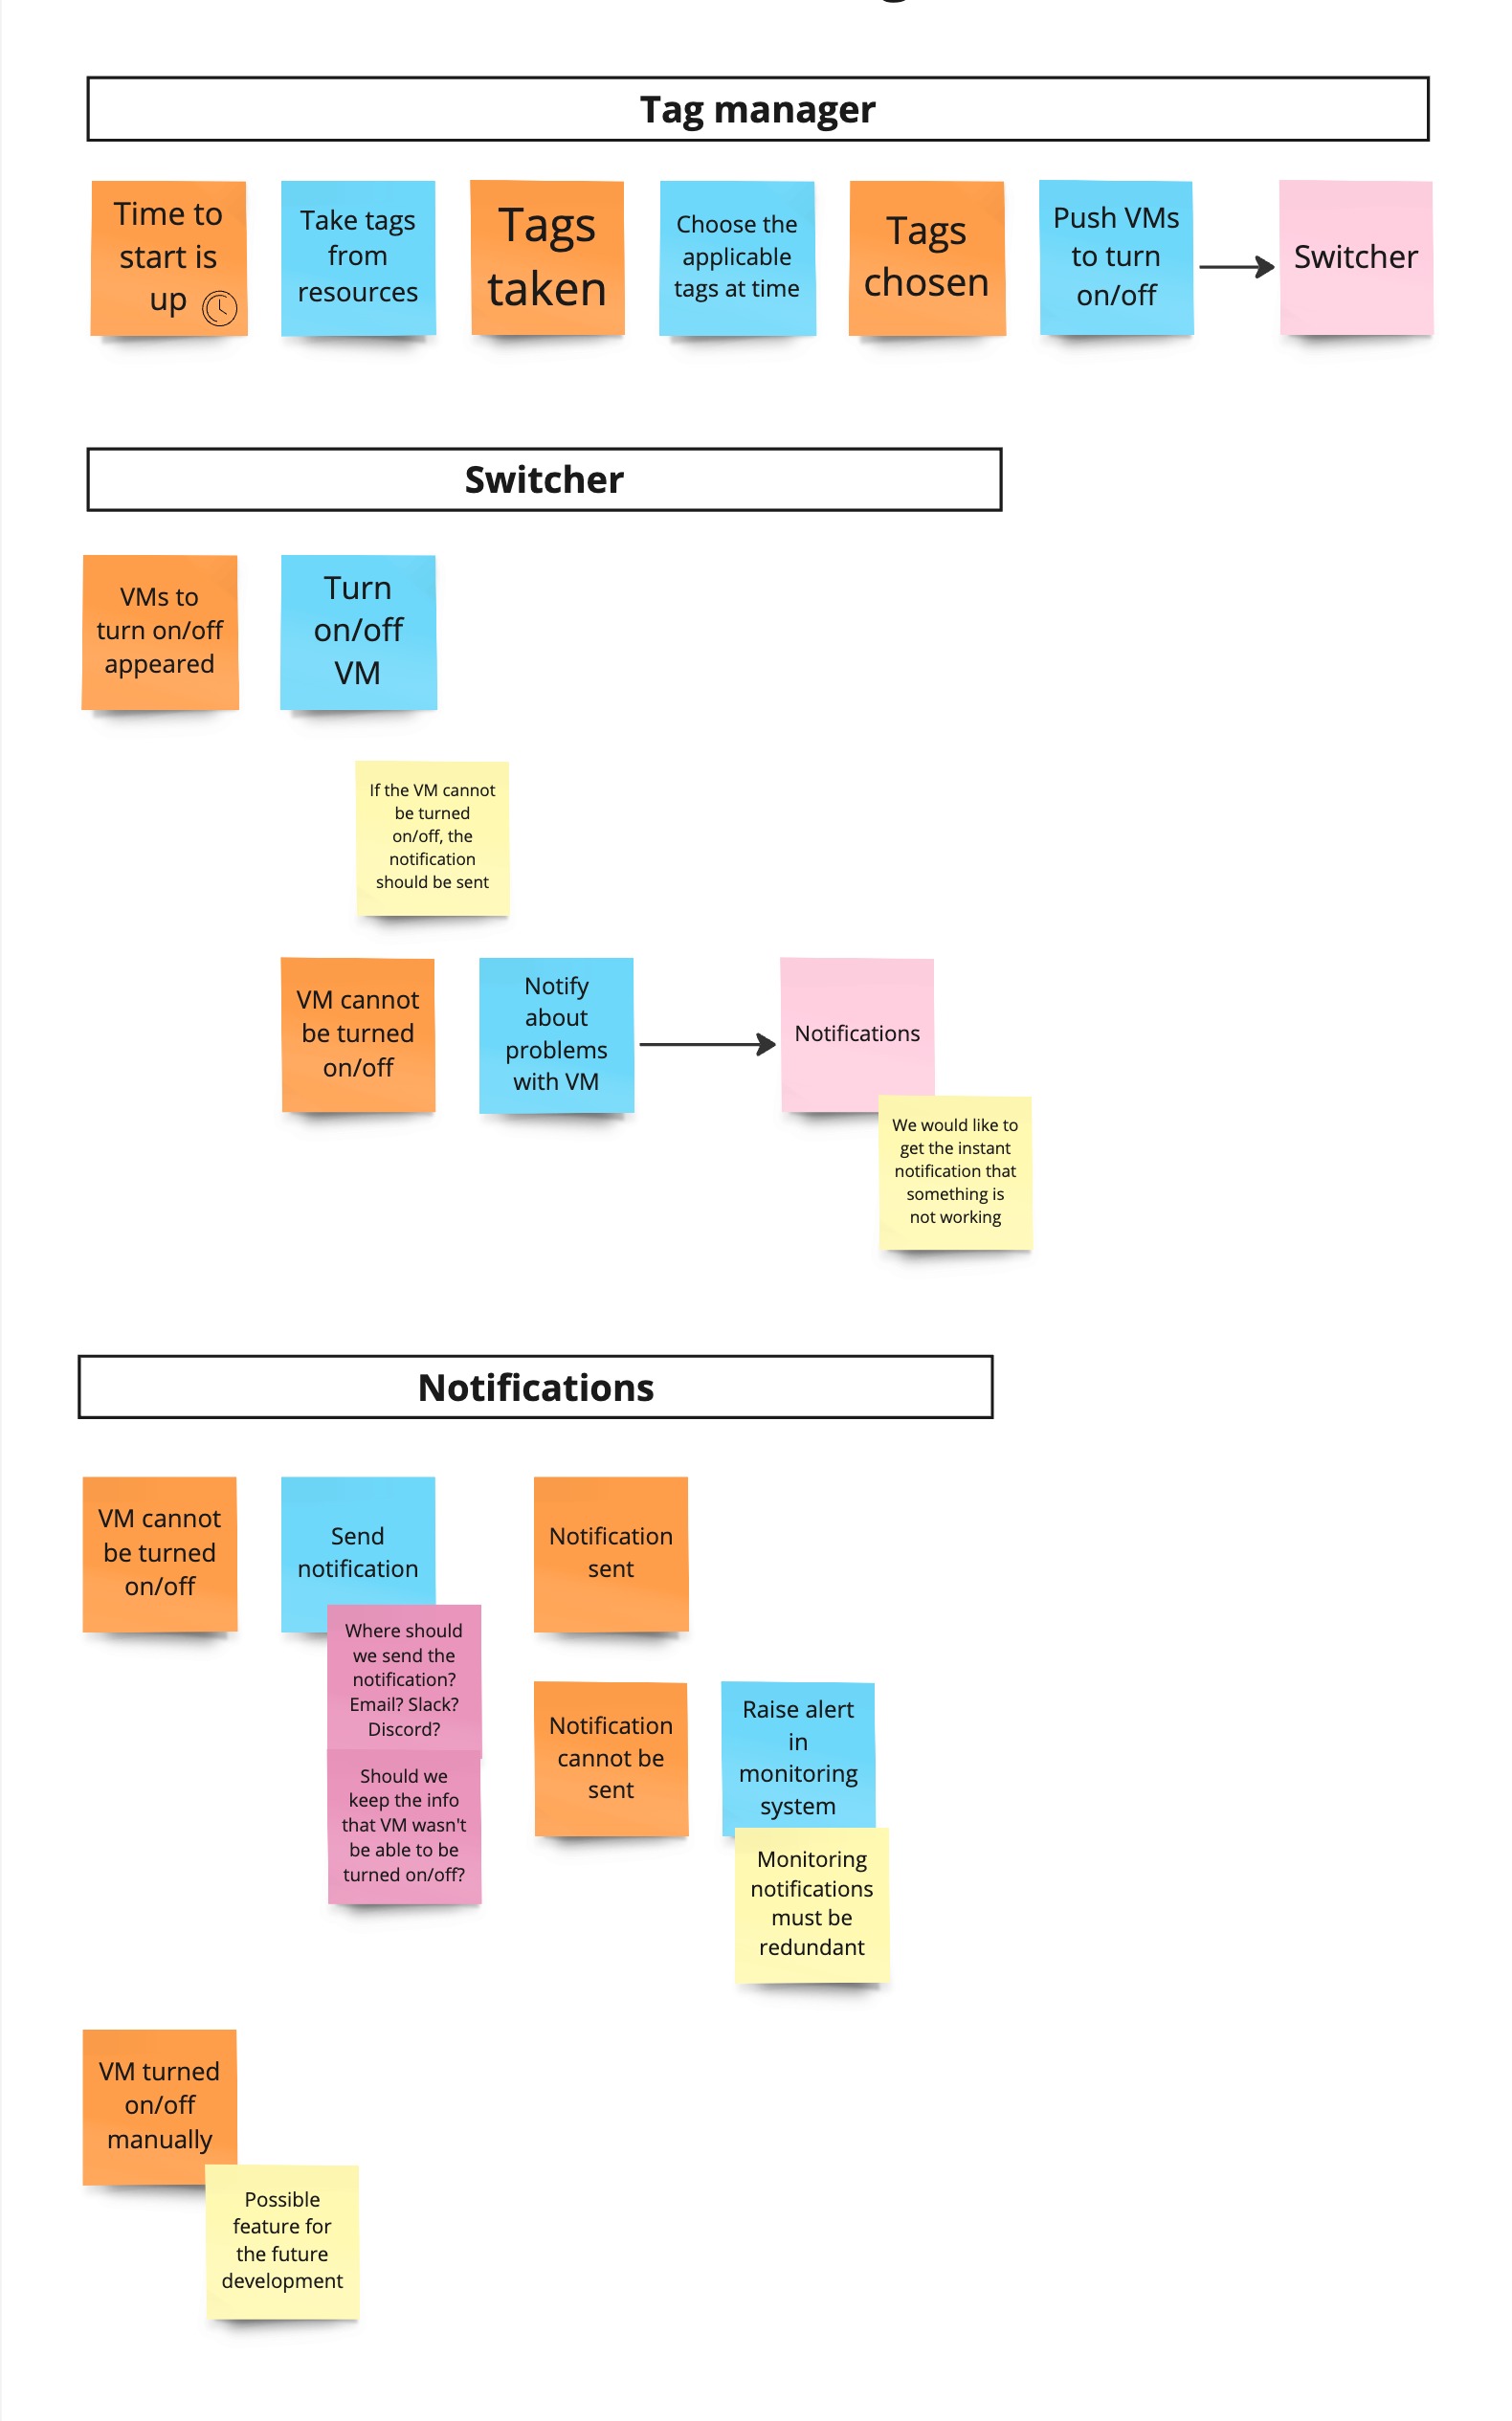 Tag manager
Time to
start is
up
Take tags
from
resources
Tags
taken
Choose the
applicable
tags at time
Tags
chosen
Push VMs
to turn
on/off
Switcher
Switcher
VMs to
turn on/off
appeared
Turn
on/off
VM
If the VM cannot
be turned
on/off, the
notification
should be sent
VM cannot
be turned
on/off
Notify
about
problems
with VM
Notifications
We would like to
get the instant
notification that
something is
not working
Notifications
VM cannot
be turned
on/off
Send
notification
Notification
sent
Where should
we send the
notification?
Email? Slack?
Discord?
Should we
keep the info
that VM wasn't
be able to be
turned on/off?
Notification
cannot be
sent
Raise alert
in
monitoring
system
Monitoring
notifications
must be
redundant
VM turned
on/off
manually
Possible
feature for
the future
development